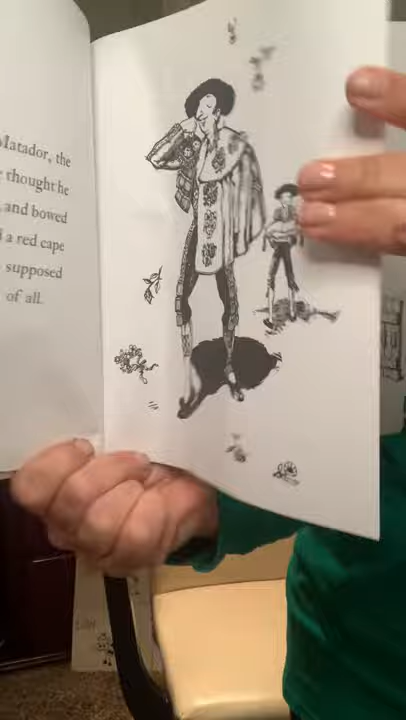 Matador, the
thought he
and bowed
a red cape
supposed
of all.